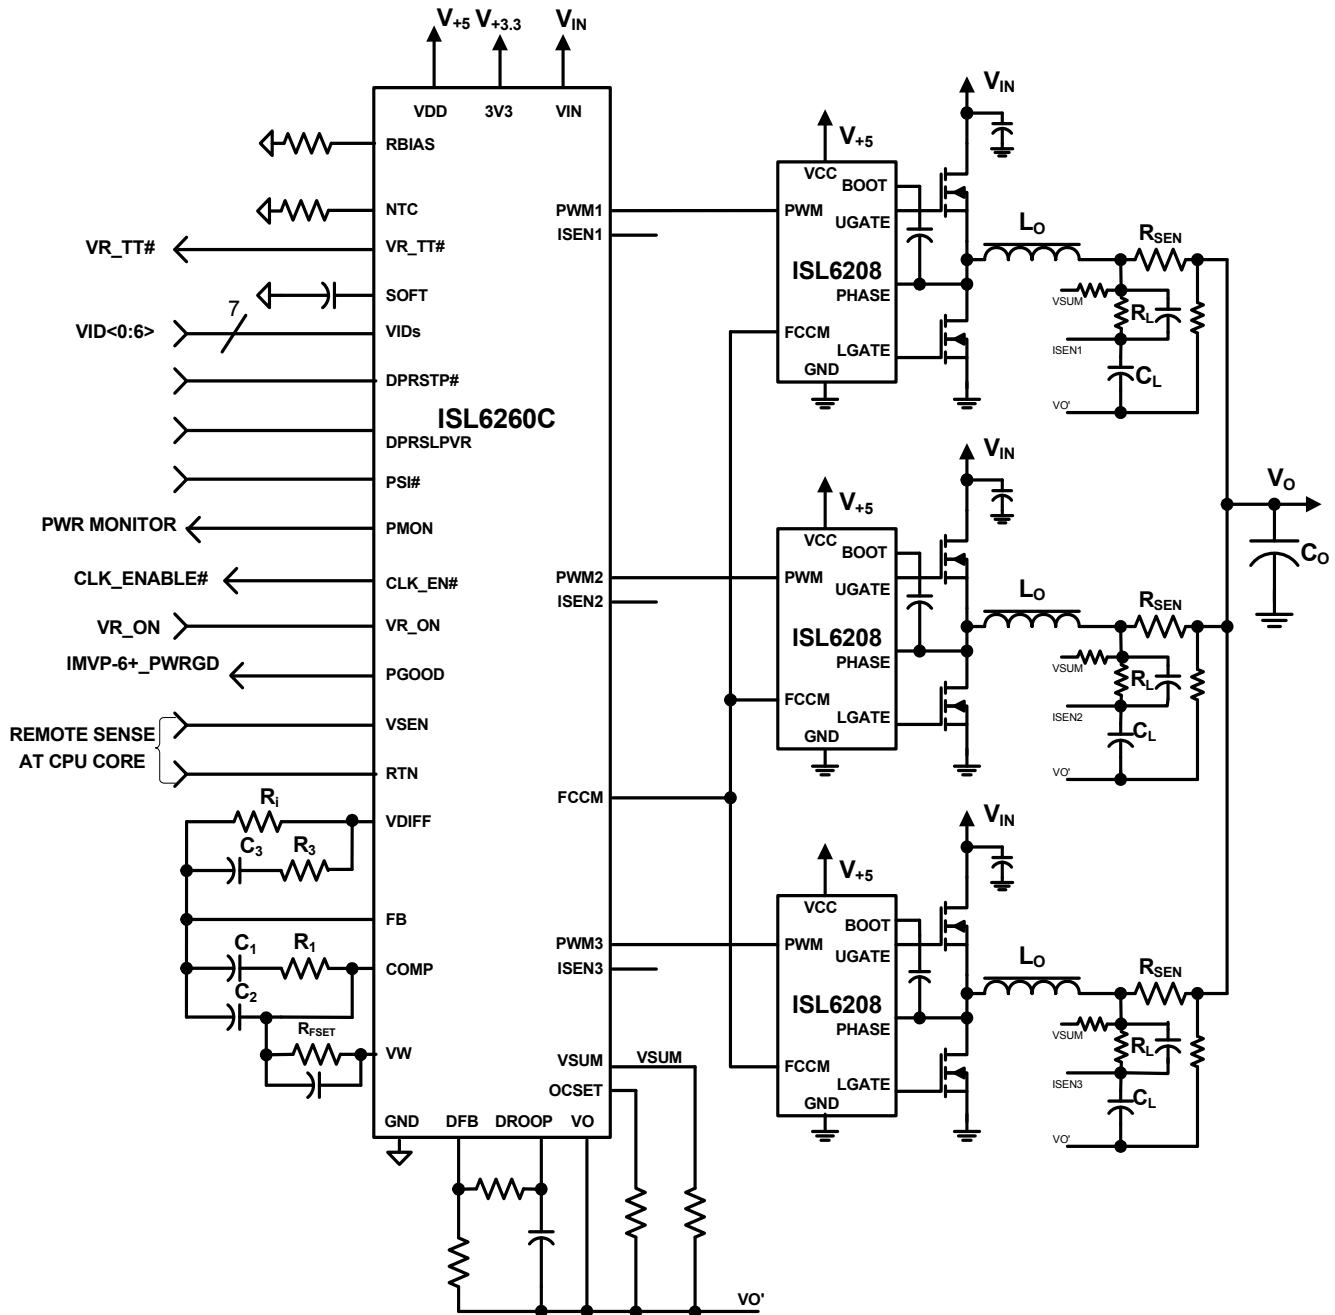 V+5 V+3.3 VIN
VDD 3V3 VIN
RBIAS
NTC
VR_TT# VR_TT#
SOFT
7
VID<0:6> VIDs
DPRSTP#
ISL6260C
DPRSLPVR
PSI#
PWR MONITOR PMON
CLK_ENABLE# CLK_EN#
VR_ON VR_ON
IMVP-6+_PWRGD PGOOD
REMOTE SENSE
AT CPU CORE
VSEN
RTN
Ri
VDIFF
C3 R3
FB
C1 R1
COMP
C2
RFSET
VW
GND DFB DROOP VO
PWM1
ISEN1
PWM2
ISEN2
FCCM
PWM3
ISEN3
VSUM VSUM
OCSET
VO'
V+5
VCC
BOOT
PWM
UGATE
ISL6208
PHASE
FCCM
LGATE
GND
VIN
LO
RSEN
VSUM
RL
ISEN1
CL
VO'
V+5
VCC
BOOT
PWM
UGATE
ISL6208
PHASE
FCCM
LGATE
GND
VIN
LO
RSEN
VSUM
RL
ISEN2
CL
VO'
V+5
VCC
BOOT
PWM
UGATE
ISL6208
PHASE
FCCM
LGATE
GND
VIN
LO
RSEN
VSUM
RL
ISEN3
CL
VO'
VO
CO